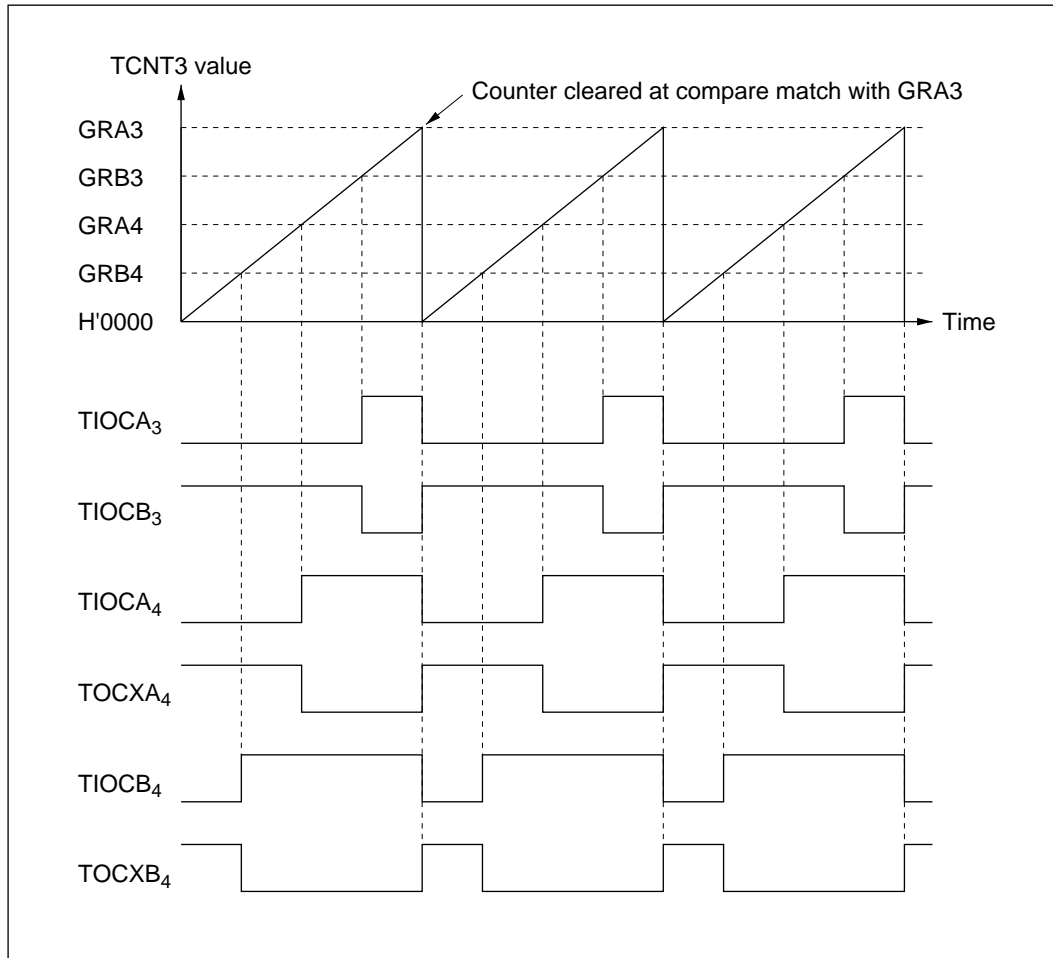 TCNT3 value
Counter cleared at compare match with GRA3
GRA3
GRB3
GRA4
GRB4
H'0000
Time
TIOCA3
TIOCB3
TIOCA4
TOCXA4
TIOCB4
TOCXB4